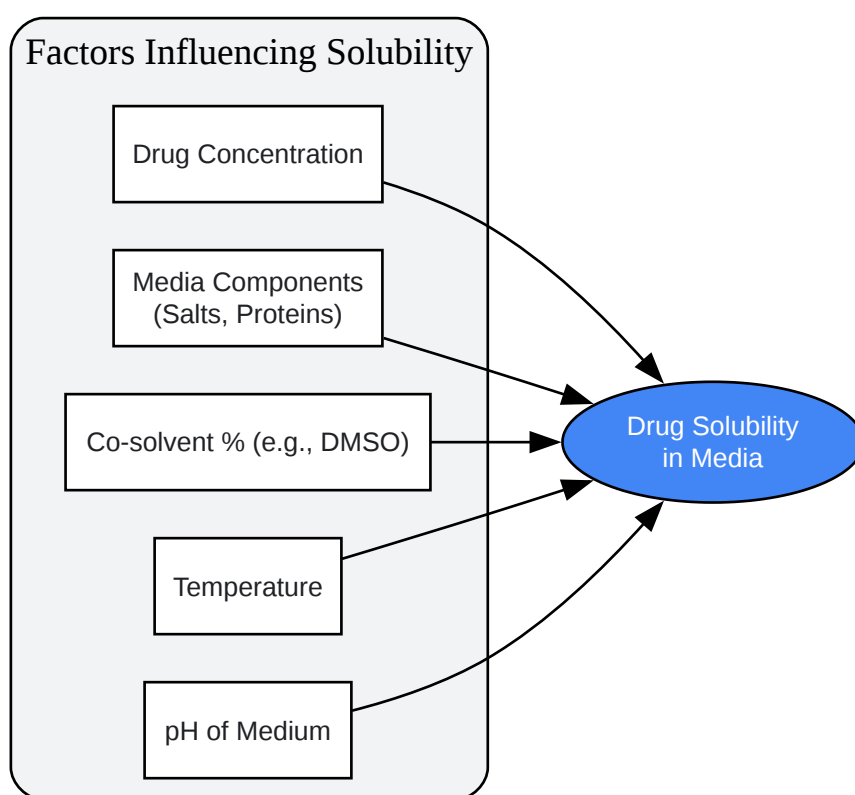 Factors Influencing Solubility
Drug Concentration
Media Components
(Salts, Proteins)
Co-solvent % (e.g., DMSO)
Temperature
pH of Medium
Drug Solubility
in Media